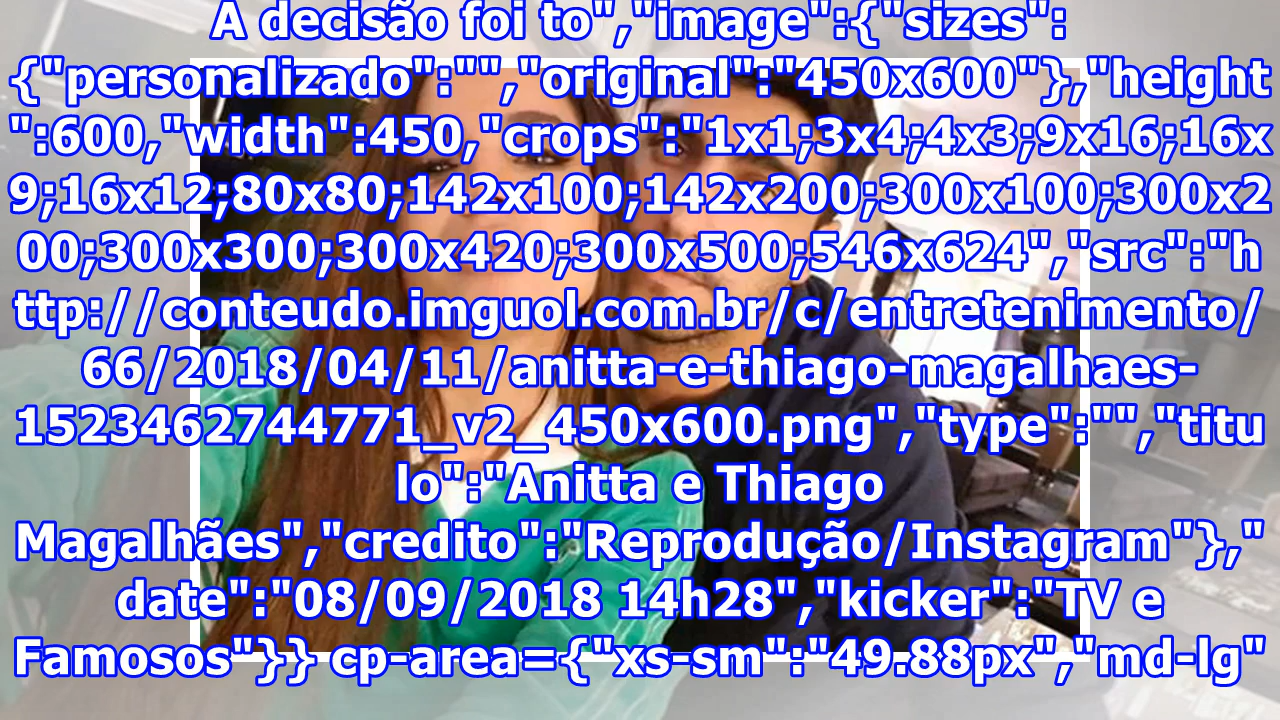 A decisão foi to","image":{"sizes":
{"personalizado":"","original":"450x600"},"height
":600,"width":450,"crops":"1x1;3x4;4x3;9x16;16x
9;16x12;80x80;142x100;142x200;300x100;300x2
00;300x300;300x420;300x500;546x624","src":"h
ttp://conteudo.imguol.com.br/c/entretenimento/
66/2018/04/11/anitta-e-thiago-magalhaes-
1523462744771_v2_450x600.png","type":"","titu
lo":"Anitta e Thiago
Magalhães","credito":"Reprodução/Instagram"},"
date":"08/09/2018 14h28","kicker":"TV e
Famosos"}} cp-area={"xs-sm":"49.88px","md-lg"